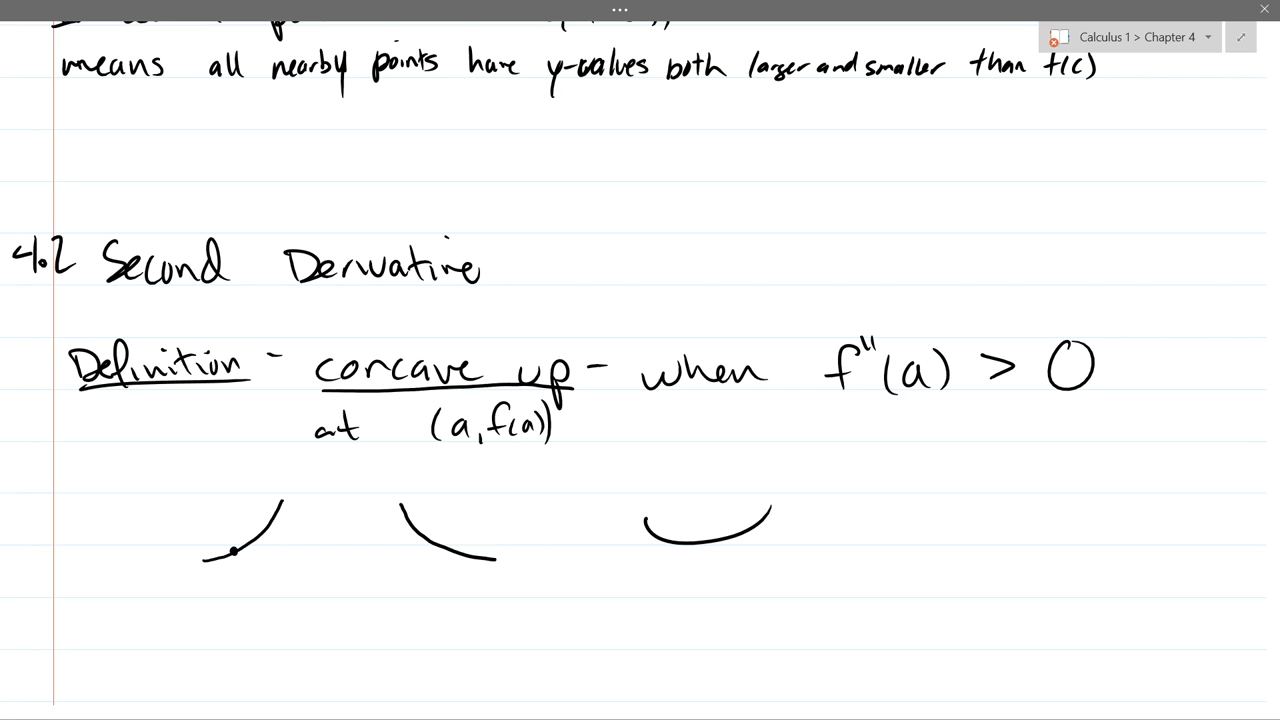 Calculus 1 > Chapter 4
means all nearby points have y-values both larger and smaller than f(c)
4.2 Second Derivative
Definition - concave up - when f"(a) > 0
at (a, f(a))